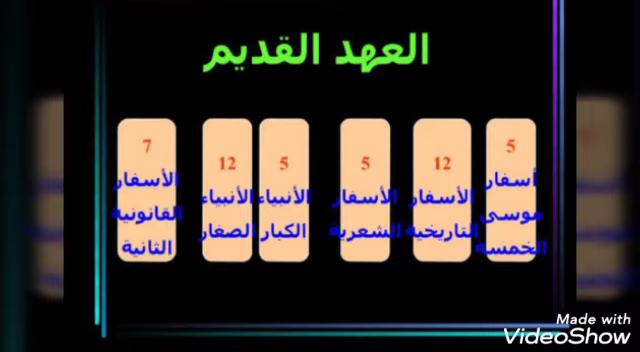 العهد القديم
5
أسفار
موسى
الخمسة
12
الأسفار
التاريخية
5
الأسفار
الشعرية
5
الأنبياء
الكبار
12
الأنبياء
الصغار
7
الأسفار
القانونية
الثانية
Made with
VideoShow